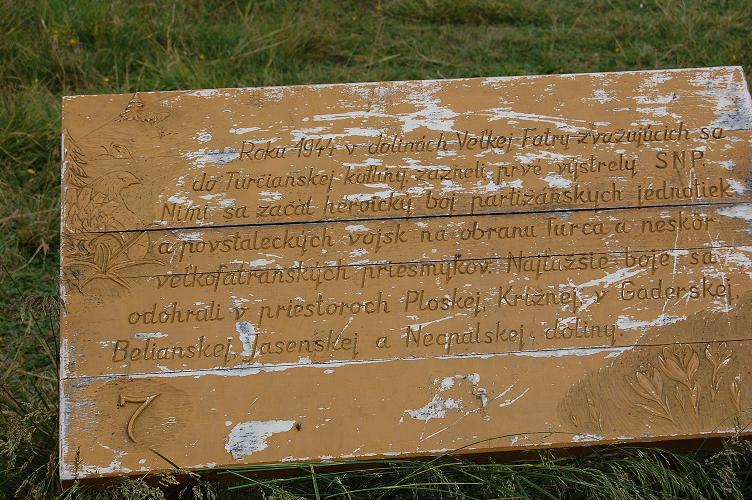 Roku 1944 v dolinách Veľkej Fatry zvažujúcich sa
do Turčianskej kotliny zazneli prvé výstrely SNP.
Nimi sa začal heroický boj partizánskych jednotiek
a povstaleckých vojsk na obranu Turca a neskôr
veľkofatranských priesmykov. Najťažšie boje sa
odohrali v priestoroch Ploskej, Krížnej, v Gaderskej,
Belianskej, Jasenskej a Necpalskej doliny.
7